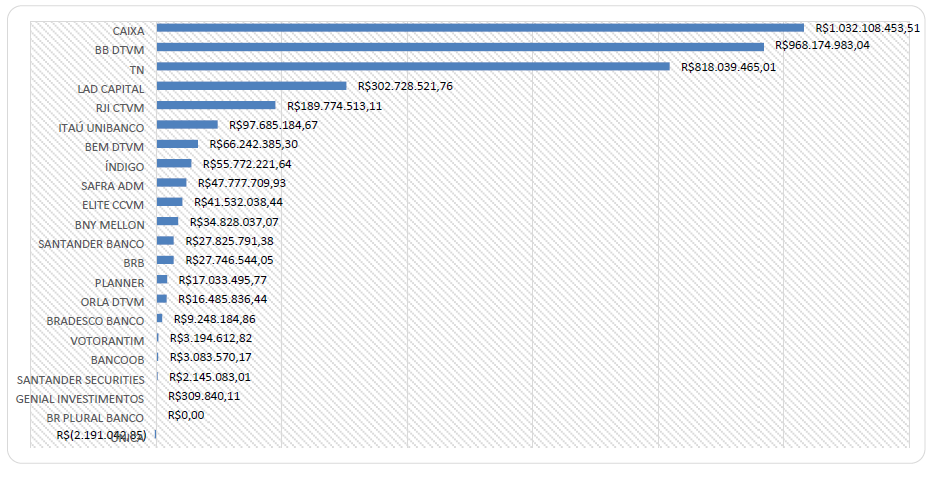 CAIXA R$1.032.108.453,51
BB DTVM R$968.174.983,04
TN R$818.039.465,01
LAD CAPITAL R$302.728.521,76
RJI CTVM R$189.774.513,11
ITAÚ UNIBANCO R$97.685.184,67
BEM DTVM R$66.242.385,30
ÍNDIGO R$55.772.221,64
SAFRA ADM R$47.777.709,93
ELITE CCVM R$41.532.038,44
BNY MELLON R$34.828.037,07
SANTANDER BANCO R$27.825.791,38
BRB R$27.746.544,05
PLANNER R$17.033.495,77
ORLA DTVM R$16.485.836,44
BRADESCO BANCO R$9.248.184,86
VOTORANTIM R$3.194.612,82
BANCOOB R$3.083.570,17
SANTANDER SECURITIES R$2.145.083,01
GENIAL INVESTIMENTOS R$309.840,11
BR PLURAL BANCO R$0,00
ÚNICA R$(2.191.042,85)